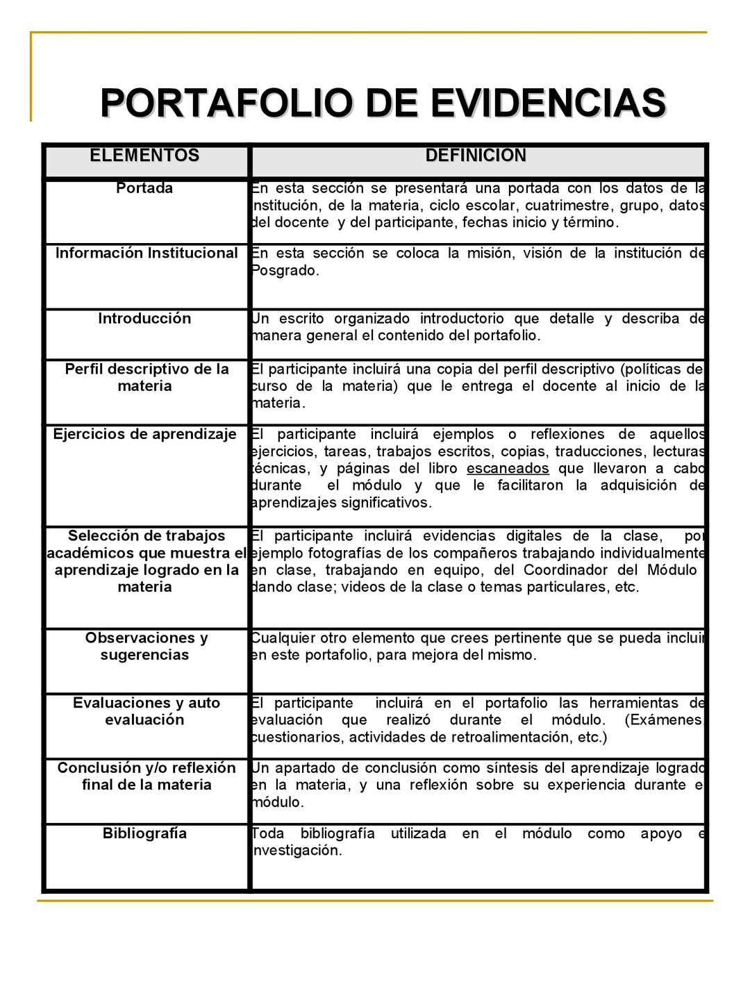 PORTAFOLIO DE EVIDENCIAS
ELEMENTOS
DEFINICIÓN
Portada
En esta sección se presentará una portada con los datos de la
institución, de la materia, ciclo escolar, cuatrimestre, grupo, datos
del docente y del participante, fechas inicio y término.
Información Institucional
En esta sección se coloca la misión, visión de la institución de
Posgrado.
Introducción
Un escrito organizado introductorio que detalle y describa de
manera general el contenido del portafolio.
Perfil descriptivo de la
materia
El participante incluirá una copia del perfil descriptivo (políticas del
curso de la materia) que le entrega el docente al inicio de la
materia.
Ejercicios de aprendizaje
El participante incluirá ejemplos o reflexiones de aquellos
ejercicios, tareas, trabajos escritos, copias, traducciones, lecturas
técnicas, y páginas del libro escaneados que llevaron a cabo
durante el módulo y que le facilitaron la adquisición de
aprendizajes significativos.
Selección de trabajos
académicos que muestra el
aprendizaje logrado en la
materia
El participante incluirá evidencias digitales de la clase, por
ejemplo fotografías de los compañeros trabajando individualmente
en clase, trabajando en equipo, del Coordinador del Módulo
dando clase; videos de la clase o temas particulares, etc.
Observaciones y
sugerencias
Cualquier otro elemento que crees pertinente que se pueda incluir
en este portafolio, para mejora del mismo.
Evaluaciones y auto
evaluación
El participante incluirá en el portafolio las herramientas de
evaluación que realizó durante el módulo. (Exámenes,
cuestionarios, actividades de retroalimentación, etc.)
Conclusión y/o reflexión
final de la materia
Un apartado de conclusión como síntesis del aprendizaje logrado
en la materia, y una reflexión sobre su experiencia durante el
módulo.
Bibliografía
Toda bibliografía utilizada en el módulo como apoyo e
investigación.